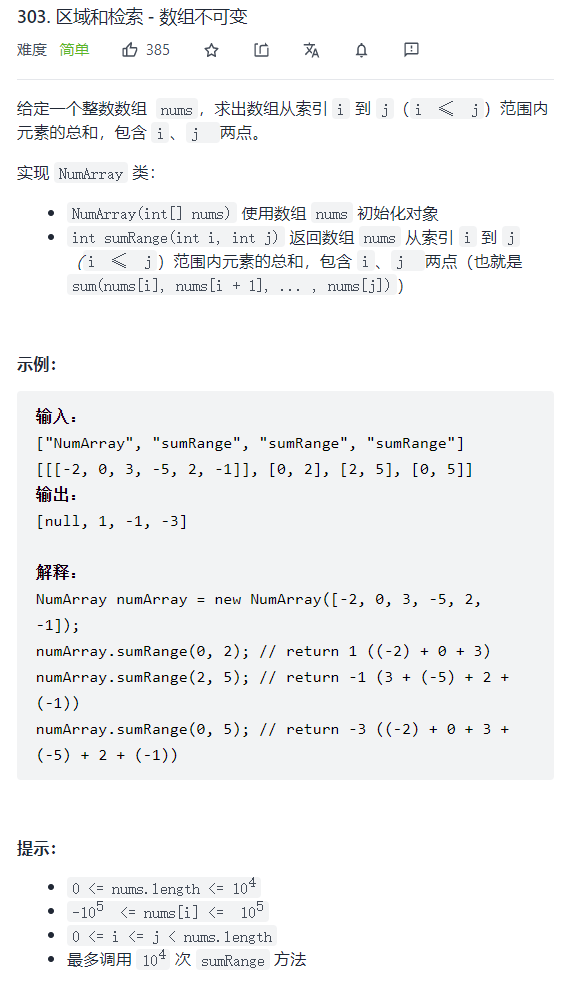 303. 区域和检索 - 数组不可变
难度 简单 385
给定一个整数数组 nums，求出数组从索引 i 到 j（i ≤ j）范围内
元素的总和，包含 i、j 两点。
实现 NumArray 类：
• NumArray(int[] nums) 使用数组 nums 初始化对象
• int sumRange(int i, int j) 返回数组 nums 从索引 i 到 j
（i ≤ j）范围内元素的总和，包含 i、j 两点（也就是
sum(nums[i], nums[i + 1], ... , nums[j])）
示例：
输入：
["NumArray", "sumRange", "sumRange", "sumRange"]
[[[-2, 0, 3, -5, 2, -1]], [0, 2], [2, 5], [0, 5]]
输出：
[null, 1, -1, -3]
解释：
NumArray numArray = new NumArray([-2, 0, 3, -5, 2,
-1]);
numArray.sumRange(0, 2); // return 1 ((-2) + 0 + 3)
numArray.sumRange(2, 5); // return -1 (3 + (-5) + 2 +
(-1))
numArray.sumRange(0, 5); // return -3 ((-2) + 0 + 3 +
(-5) + 2 + (-1))
提示：
• 0 <= nums.length <= 10⁴
• -10⁵ <= nums[i] <= 10⁵
• 0 <= i <= j < nums.length
• 最多调用 10⁴ 次 sumRange 方法